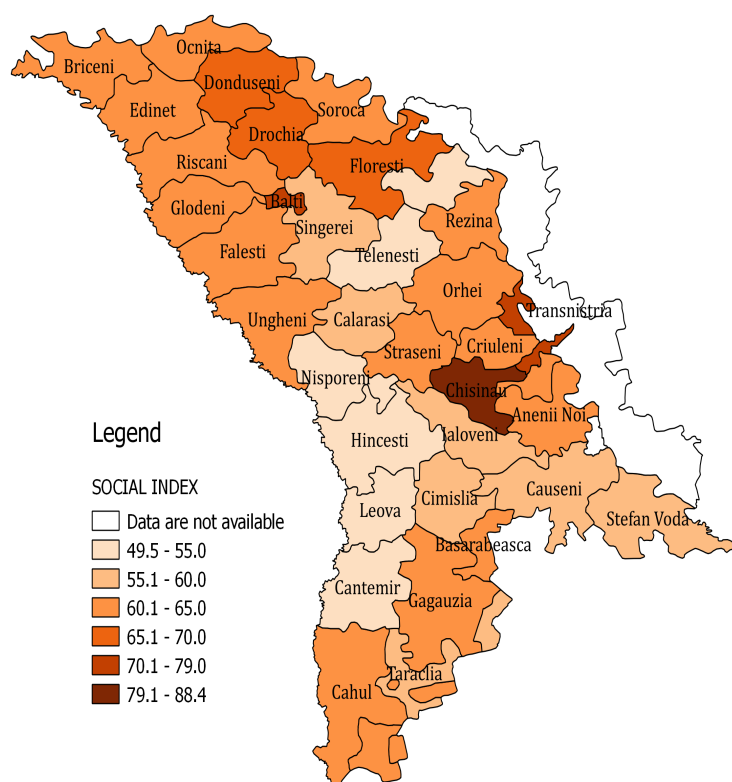 Ocnita
Briceni
Donduseni
Edinet
Soroca
Drochia
Riscani
Floresti
Balti
Glodeni
Rezina
Singerei
Falesti
Telenesti
Orhei
Transnistria
Ungheni
Calarasi
Criuleni
Straseni
Nisporeni
Chisinau
Anenii Noi
Ialoveni
Hincesti
Causeni
Cimislia
Leova
Stefan Voda
Basarabeasca
Cantemir
Gagauzia
Taraclia
Cahul
Legend
SOCIAL INDEX
Data are not available
49.5 - 55.0
55.1 - 60.0
60.1 - 65.0
65.1 - 70.0
70.1 - 79.0
79.1 - 88.4